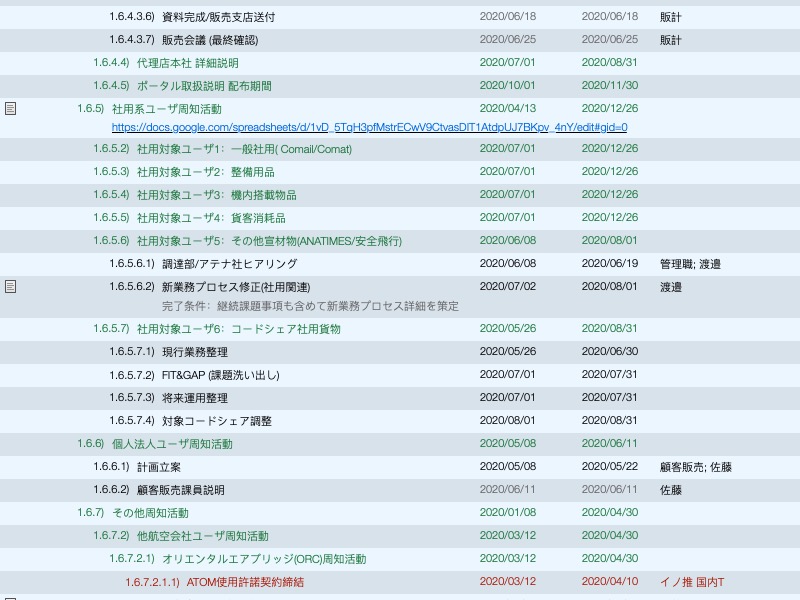 1.6.4.3.6) 資料完成/販売支店送付 2020/06/18 2020/06/18 販計
1.6.4.3.7) 販売会議 (最終確認) 2020/06/25 2020/06/25 販計
1.6.4.4) 代理店本社 詳細説明 2020/07/01 2020/08/31
1.6.4.5) ポータル取扱説明 配布期間 2020/10/01 2020/11/30
1.6.5) 社用系ユーザ周知活動 2020/04/13 2020/12/26
https://docs.google.com/spreadsheets/d/1vD_5TgH3pfMstrECwV9CtvasDIT1AtdpUJ7BKpv_4nY/edit#gid=0
1.6.5.2) 社用対象ユーザ1：一般社用( Comail/Comat) 2020/07/01 2020/12/26
1.6.5.3) 社用対象ユーザ2：整備用品 2020/07/01 2020/12/26
1.6.5.4) 社用対象ユーザ3：機内搭載物品 2020/07/01 2020/12/26
1.6.5.5) 社用対象ユーザ4：貨客消耗品 2020/07/01 2020/12/26
1.6.5.6) 社用対象ユーザ5：その他宣材物(ANATIMES/安全飛行) 2020/06/08 2020/08/01
1.6.5.6.1) 調達部/アテナ社ヒアリング 2020/06/08 2020/06/19 管理職; 渡邉
1.6.5.6.2) 新業務プロセス修正(社用関連) 2020/07/02 2020/08/01 渡邉
完了条件：継続課題事項も含めて新業務プロセス詳細を策定
1.6.5.7) 社用対象ユーザ6：コードシェア社用貨物 2020/05/26 2020/08/31
1.6.5.7.1) 現行業務整理 2020/05/26 2020/06/30
1.6.5.7.2) FIT&GAP (課題洗い出し) 2020/07/01 2020/07/31
1.6.5.7.3) 将来運用整理 2020/07/01 2020/07/31
1.6.5.7.4) 対象コードシェア調整 2020/08/01 2020/08/31
1.6.6) 個人法人ユーザ周知活動 2020/05/08 2020/06/11
1.6.6.1) 計画立案 2020/05/08 2020/05/22 顧客販売; 佐藤
1.6.6.2) 顧客販売課員説明 2020/06/11 2020/06/11 佐藤
1.6.7) その他周知活動 2020/01/08 2020/04/30
1.6.7.2) 他航空会社ユーザ周知活動 2020/03/12 2020/04/30
1.6.7.2.1) オリエンタルエアブリッジ(ORC)周知活動 2020/03/12 2020/04/30
1.6.7.2.1.1) ATOM使用許諾契約締結 2020/03/12 2020/04/10 イノ推 国内T